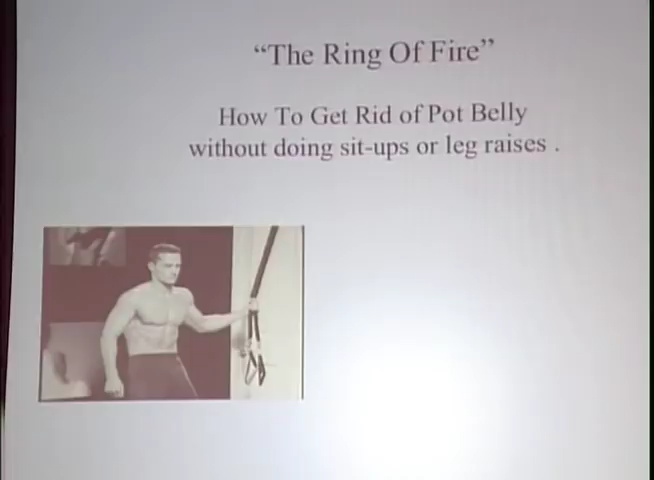 “The Ring Of Fire”
How To Get Rid of Pot Belly
without doing sit-ups or leg raises .